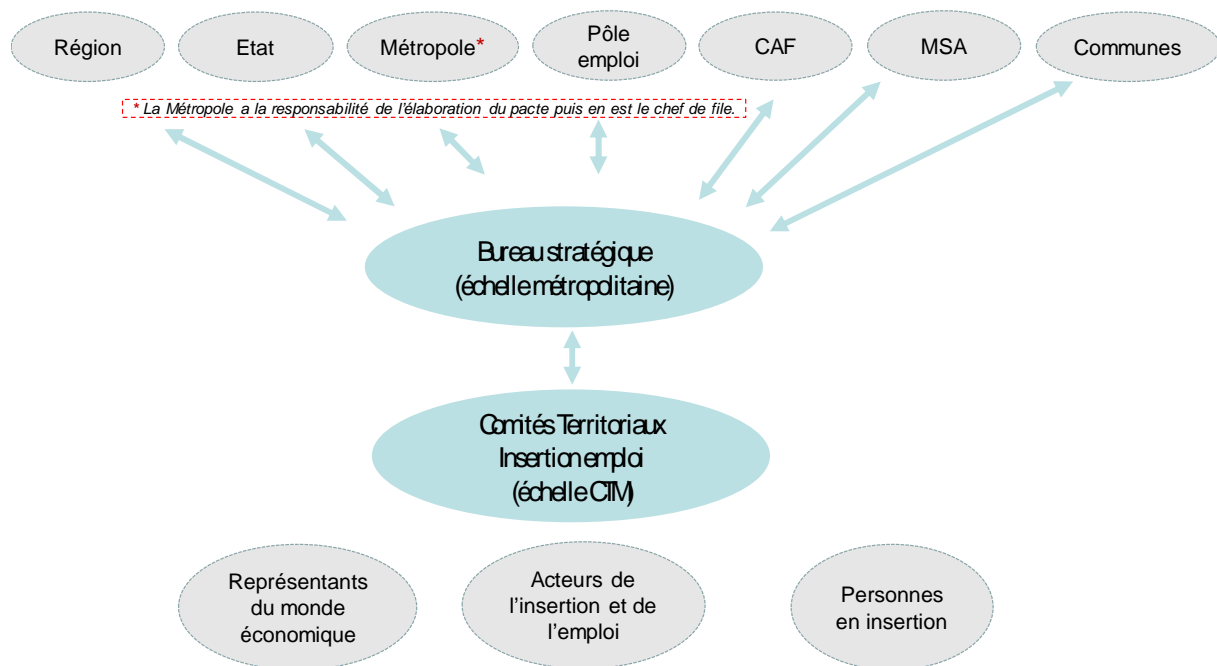 Région
Etat
Métropole*
Pôle
emploi
CAF
MSA
Communes
* La Métropole a la responsabilité de l'élaboration du pacte puis en est le chef de file.
Bureau stratégique
(échelle métropolitaine)
Comités Territoriaux
Insertion emploi
(échelle CTM)
Représentants
du monde
économique
Acteurs de
l'insertion et de
l'emploi
Personnes
en insertion